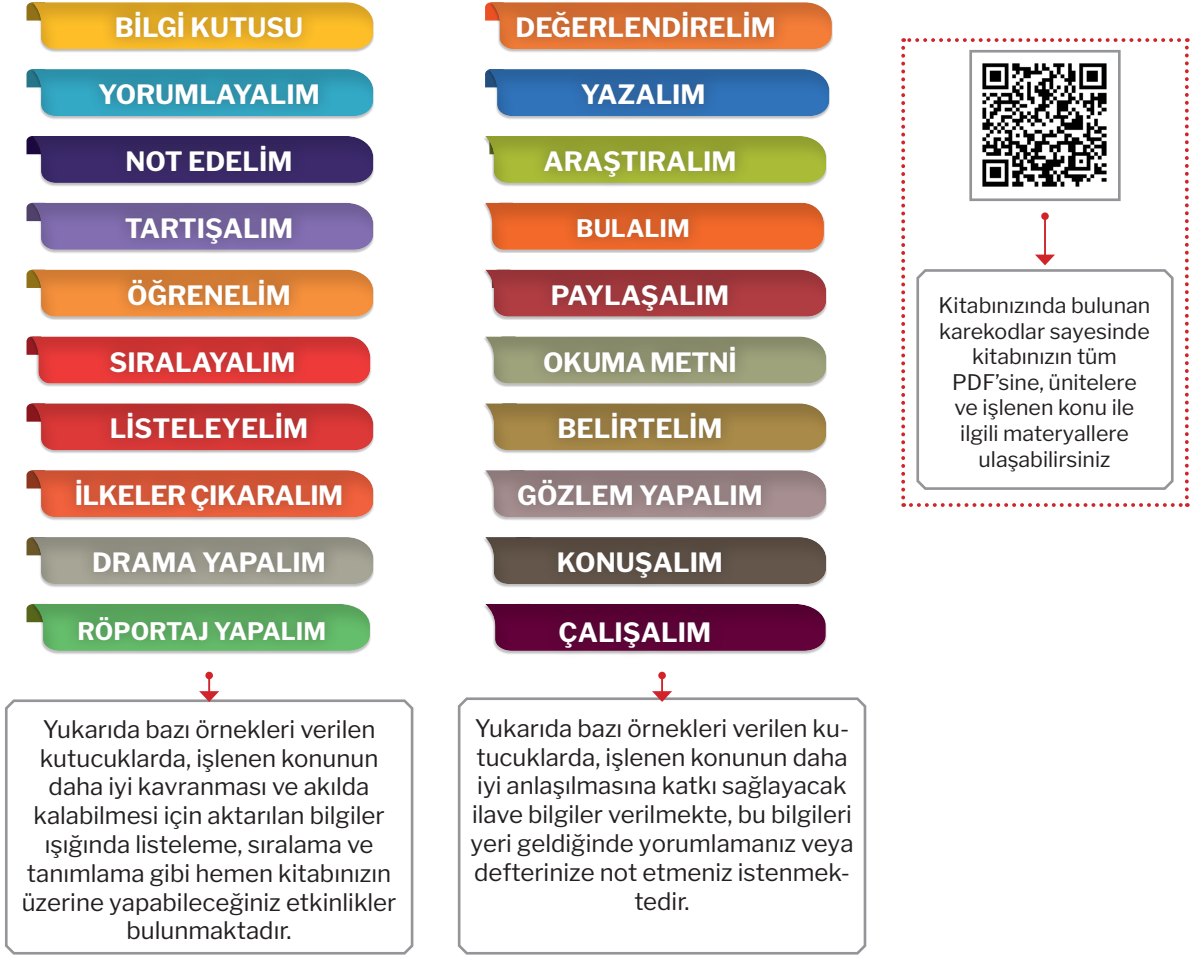 BİLGİ KUTUSU
YORUMLAYALIM
NOT EDELİM
TARTIŞALIM
ÖĞRENELİM
SIRALAYALIM
LİSTELEYELİM
İLKELER ÇIKARALIM
DRAMA YAPALIM
RÖPORTAJ YAPALIM
Yukarıda bazı örnekleri verilen
kutucuklarda, işlenen konunun
daha iyi kavranması ve akılda
kalabilmesi için aktarılan bilgiler
ışığında listeleme, sıralama ve
tanımlama gibi hemen kitabınızın
üzerine yapabileceğiniz etkinlikler
bulunmaktadır.
DEĞERLENDİRELİM
YAZALIM
ARAŞTIRALIM
BULALIM
PAYLAŞALIM
OKUMA METNİ
BELİRTELİM
GÖZLEM YAPALIM
KONUŞALIM
ÇALIŞALIM
Yukarıda bazı örnekleri verilen ku-
tucuklarda, işlenen konunun daha
iyi anlaşılmasına katkı sağlayacak
ilave bilgiler verilmekte, bu bilgileri
yeri geldiğinde yorumlamanız veya
defterinize not etmeniz istenmek-
tedir.
Kitabınızında bulunan
karekodlar sayesinde
kitabınızın tüm
PDF’sine, ünitelere
ve işlenen konu ile
ilgili materyallere
ulaşabilirsiniz